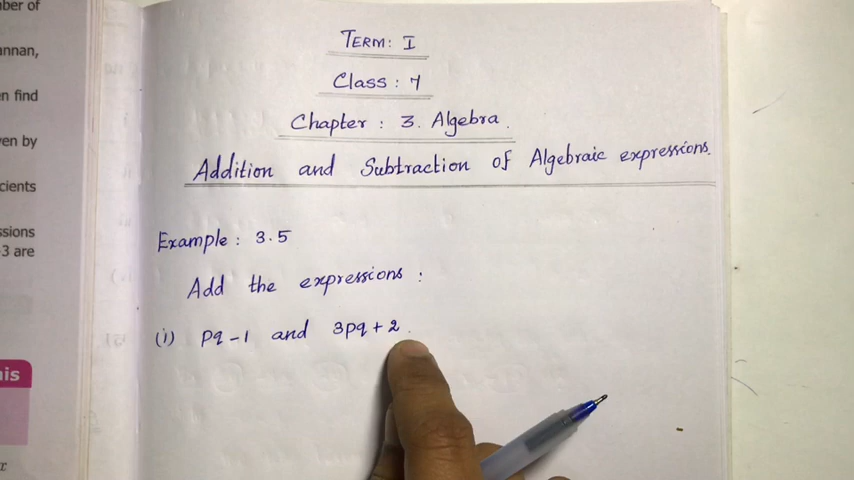 ber of
annan,
n find
en by
cients
ssions
3 are
is
TERM: I
Class: 7
Chapter: 3. Algebra.
Addition and Subtraction of Algebraic expressions.
Example: 3.5
Add the expressions:
(i) pq - 1 and 3pq + 2.